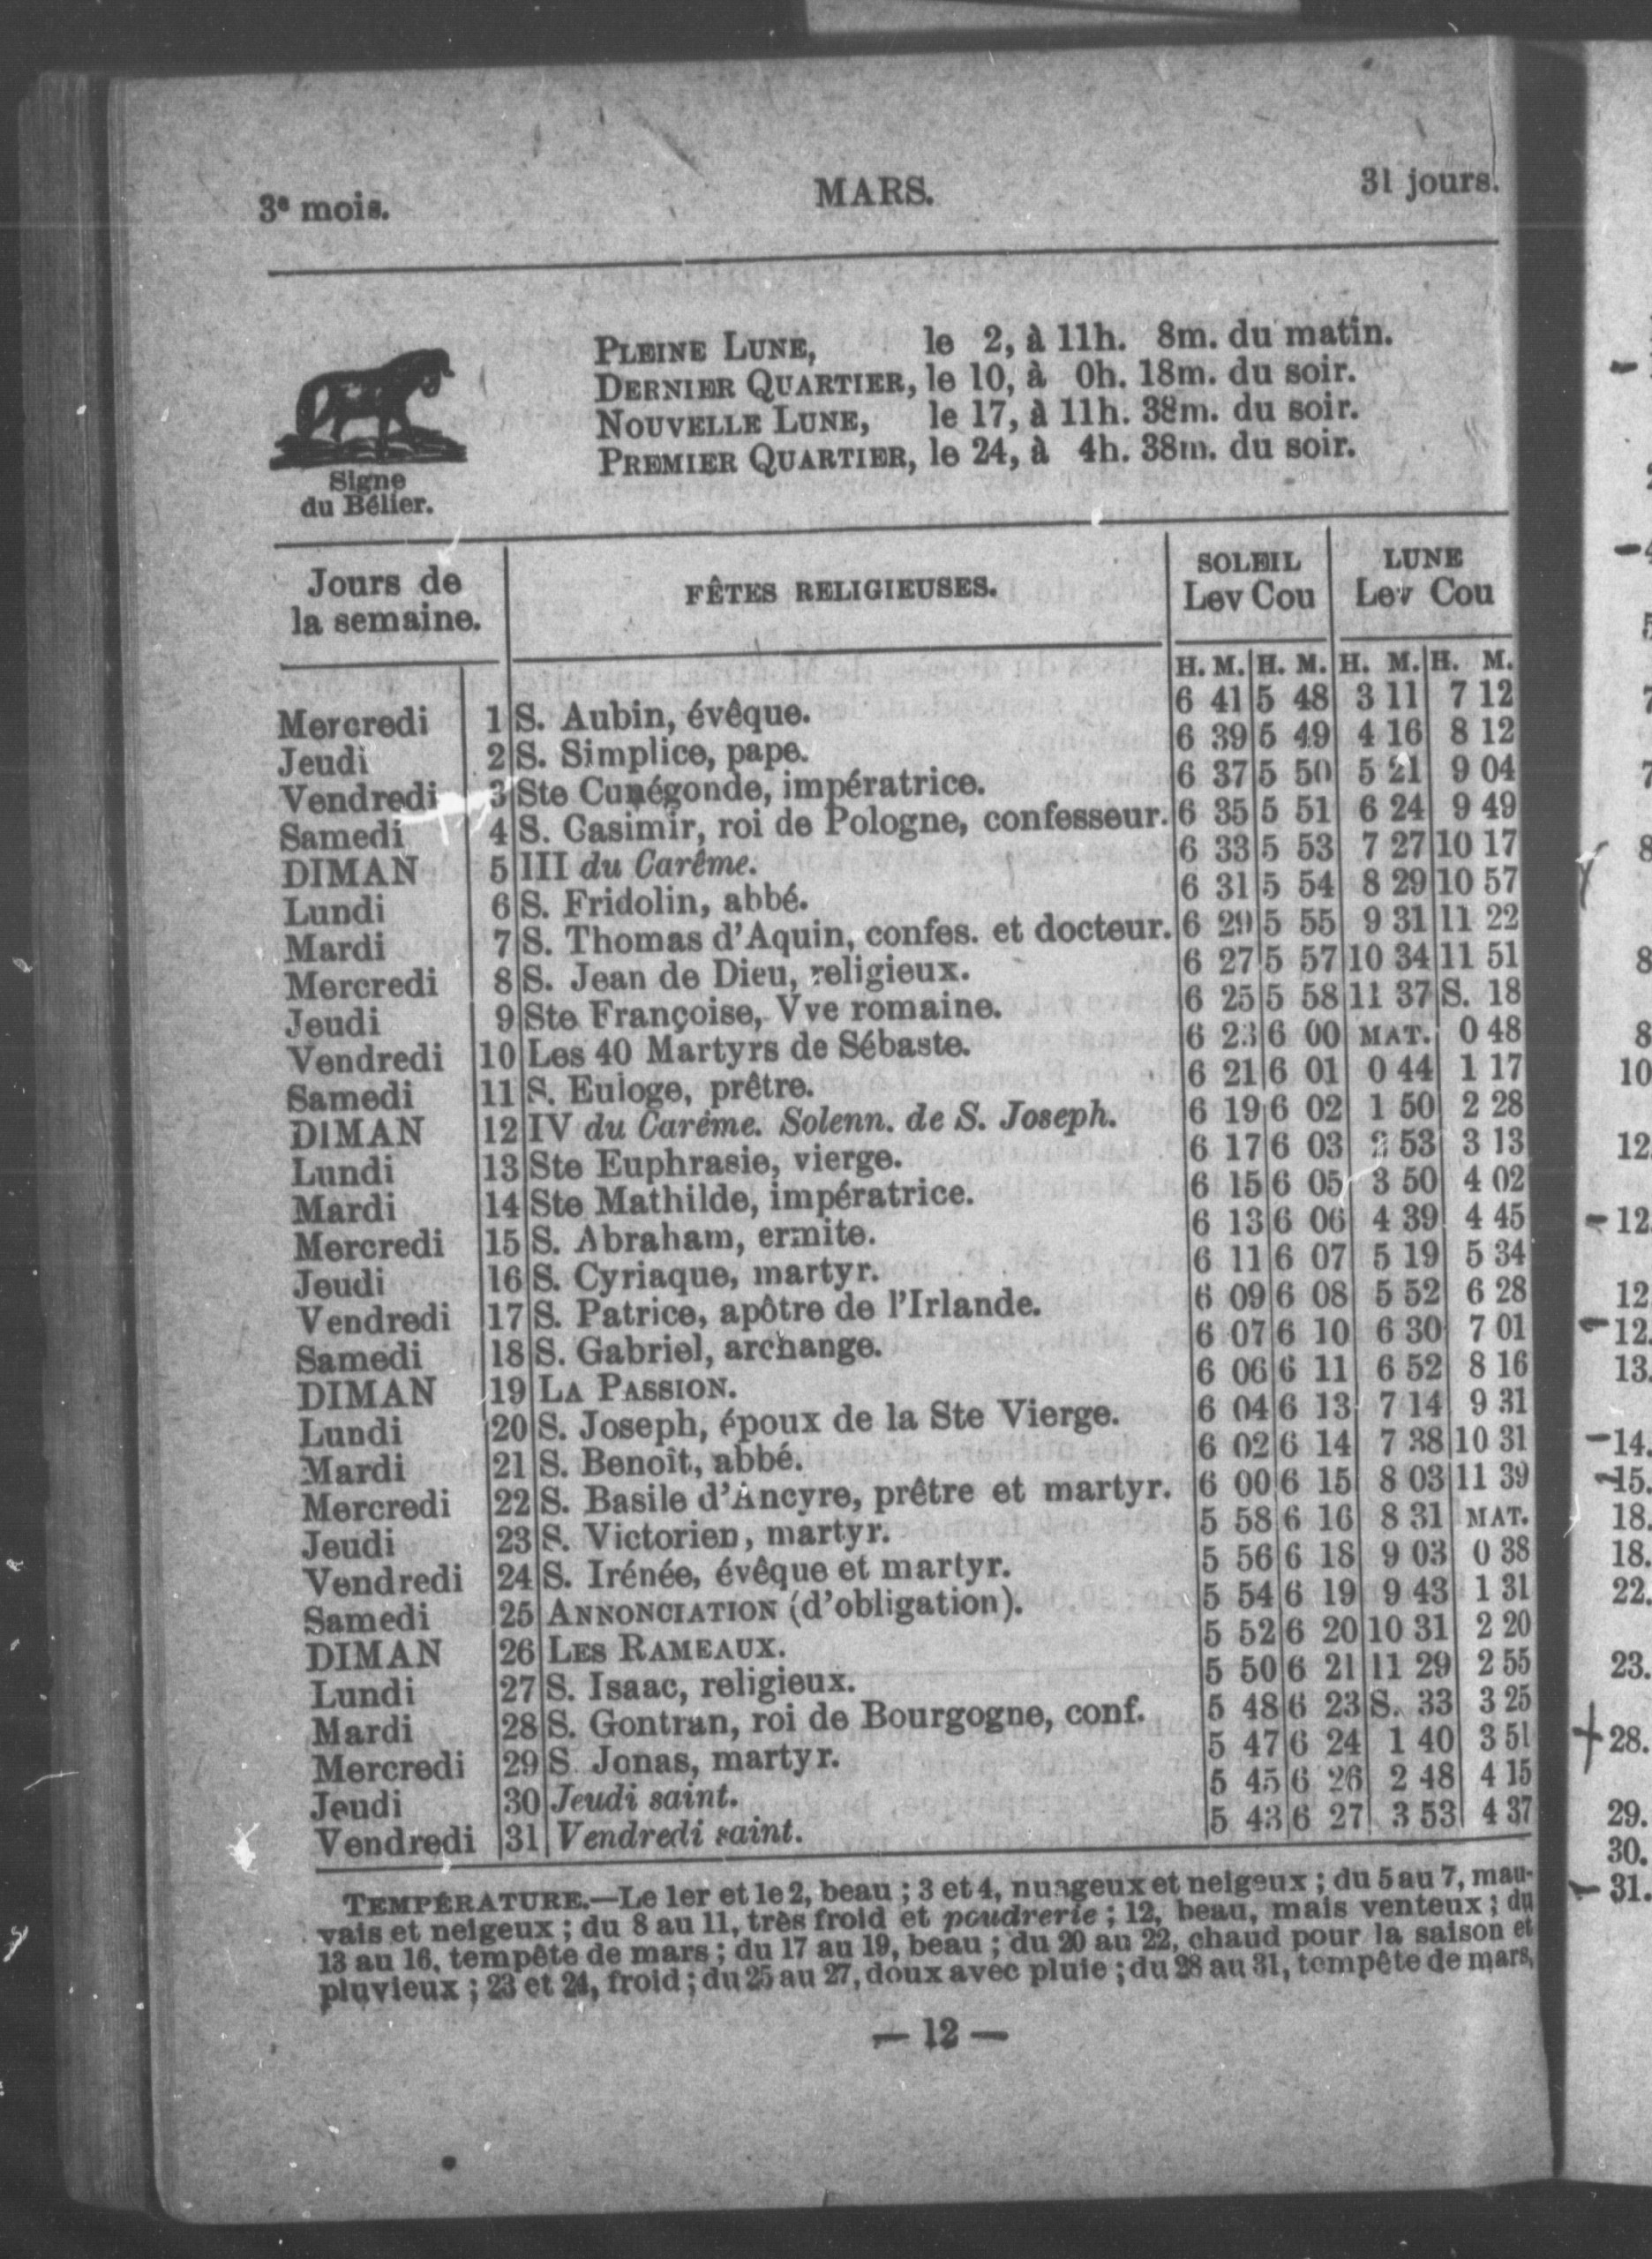 3e mois. MARS. 31 jours.
PLEINE LUNE, le 2, à 11h. 8m. du matin.
DERNIER QUARTIER, le 10, à 0h. 18m. du soir.
NOUVELLE LUNE, le 17, à 11h. 38m. du soir.
PREMIER QUARTIER, le 24, à 4h. 38m. du soir.
Signe
du Bélier.
Jours de la semaine. FÊTES RELIGIEUSES. SOLEIL Lev Cou LUNE Lev Cou
H. M. H. M. H. M. H. M.
Mercredi 1 S. Aubin, évêque. 6 41 5 48 3 11 7 12
Jeudi 2 S. Simplice, pape. 6 39 5 49 4 16 8 12
Vendredi 3 Ste Cunégonde, impératrice. 6 37 5 50 5 21 9 04
Samedi 4 S. Casimir, roi de Pologne, confesseur. 6 35 5 51 6 24 9 49
DIMAN 5 III du Carême. 6 33 5 53 7 27 10 17
Lundi 6 S. Fridolin, abbé. 6 31 5 54 8 29 10 57
Mardi 7 S. Thomas d'Aquin, confes. et docteur. 6 29 5 55 9 31 11 22
Mercredi 8 S. Jean de Dieu, religieux. 6 27 5 57 10 34 11 51
Jeudi 9 Ste Françoise, Vve romaine. 6 25 5 58 11 37 S. 18
Vendredi 10 Les 40 Martyrs de Sébaste. 6 23 6 00 MAT. 0 48
Samedi 11 S. Euloge, prêtre. 6 21 6 01 0 44 1 17
DIMAN 12 IV du Carême. Solenn. de S. Joseph. 6 19 6 02 1 50 2 28
Lundi 13 Ste Euphrasie, vierge. 6 17 6 03 2 53 3 13
Mardi 14 Ste Mathilde, impératrice. 6 15 6 05 3 50 4 02
Mercredi 15 S. Abraham, ermite. 6 13 6 06 4 39 4 45
Jeudi 16 S. Cyriaque, martyr. 6 11 6 07 5 19 5 34
Vendredi 17 S. Patrice, apôtre de l'Irlande. 6 09 6 08 5 52 6 28
Samedi 18 S. Gabriel, archange. 6 07 6 10 6 30 7 01
DIMAN 19 LA PASSION. 6 06 6 11 6 52 8 16
Lundi 20 S. Joseph, époux de la Ste Vierge. 6 04 6 13 7 14 9 31
Mardi 21 S. Benoît, abbé. 6 02 6 14 7 38 10 31
Mercredi 22 S. Basile d'Ancyre, prêtre et martyr. 6 00 6 15 8 03 11 39
Jeudi 23 S. Victorien, martyr. 5 58 6 16 8 31 MAT.
Vendredi 24 S. Irénée, évêque et martyr. 5 56 6 18 9 03 0 38
Samedi 25 ANNONCIATION (d'obligation). 5 54 6 19 9 43 1 31
DIMAN 26 LES RAMEAUX. 5 52 6 20 10 31 2 20
Lundi 27 S. Isaac, religieux. 5 50 6 21 11 29 2 55
Mardi 28 S. Gontran, roi de Bourgogne, conf. 5 48 6 23 S. 33 3 25
Mercredi 29 S. Jonas, martyr. 5 47 6 24 1 40 3 51
Jeudi 30 Jeudi saint. 5 45 6 26 2 48 4 15
Vendredi 31 Vendredi saint. 5 43 6 27 3 53 4 37
TEMPÉRATURE.—Le 1er et le 2, beau ; 3 et 4, nuageux et neigeux ; du 5 au 7, mau-
vais et neigeux ; du 8 au 11, très froid et poudrerie ; 12, beau, mais venteux ; du
13 au 16, tempête de mars ; du 17 au 19, beau ; du 20 au 22, chaud pour la saison et
pluvieux ; 23 et 24, froid ; du 25 au 27, doux avec pluie ; du 28 au 31, tempête de mars,
— 12 —
8
8
10
12
12
12
12.
13.
14.
15.
18.
18.
22.
23.
28.
29.
30.
31.